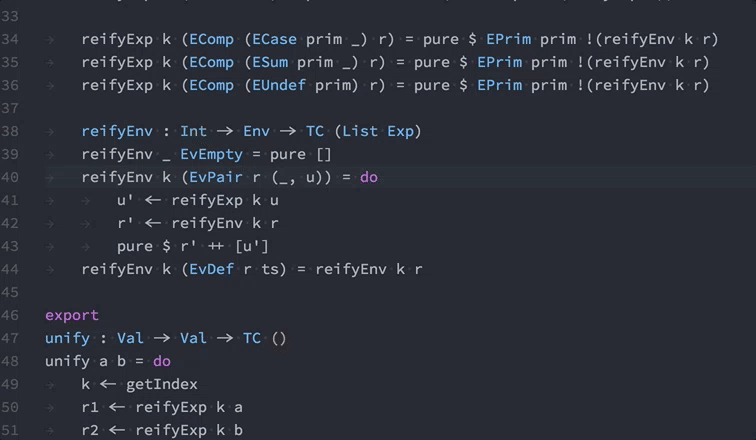 33
34 reifyExp k (EComp (ECase prim _) r) = pure $ EPrim prim !(reifyEnv k r)
35 reifyExp k (EComp (ESum prim _) r) = pure $ EPrim prim !(reifyEnv k r)
36 reifyExp k (EComp (EUndef prim) r) = pure $ EPrim prim !(reifyEnv k r)
37
38 reifyEnv : Int → Env → TC (List Exp)
39 reifyEnv _ EvEmpty = pure []
40 reifyEnv k (EvPair r (_, u)) = do
41 u' ← reifyExp k u
42 r' ← reifyEnv k r
43 pure $ r' ++ [u']
44 reifyEnv k (EvDef r ts) = reifyEnv k r
45
46 export
47 unify : Val → Val → TC ()
48 unify a b = do
49 k ← getIndex
50 r1 ← reifyExp k a
51 r2 ← reifyExp k b